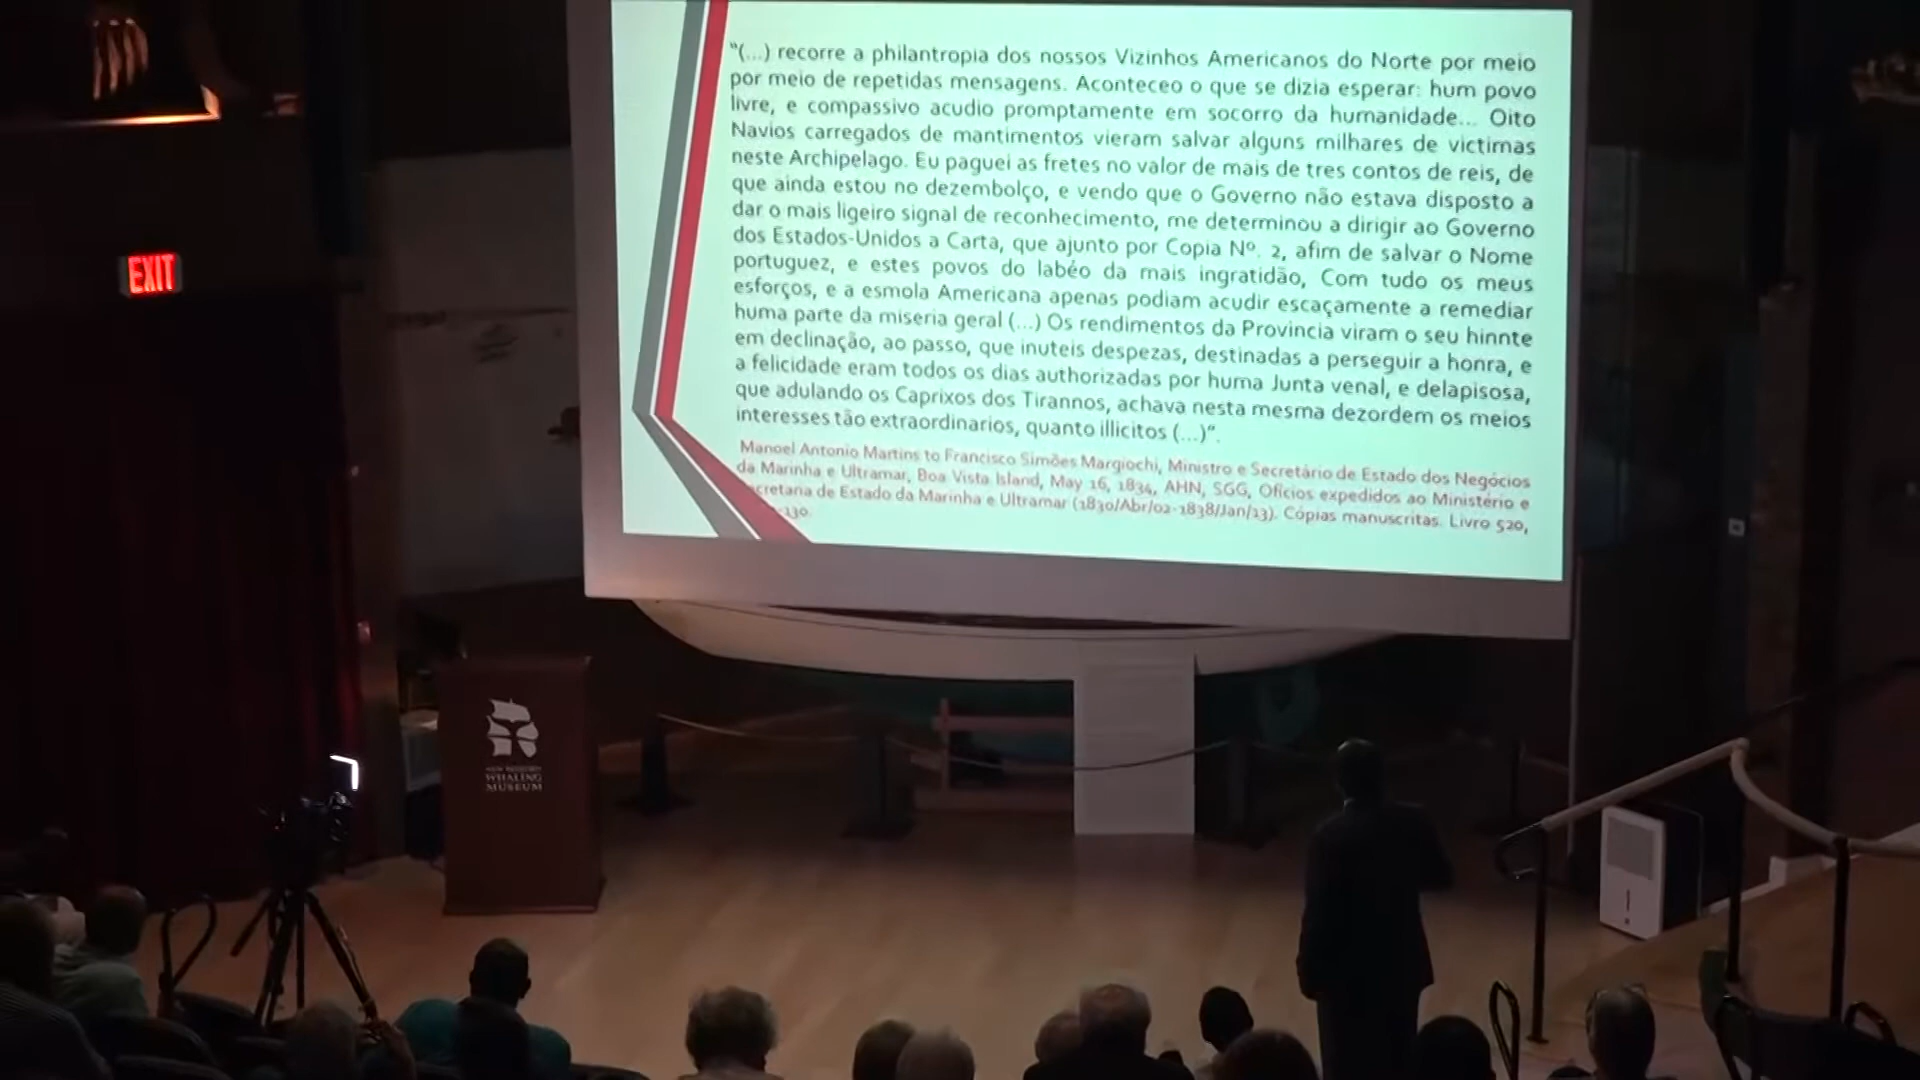 "(...) recorre a philantropia dos nossos Vizinhos Americanos do Norte por meio
por meio de repetidas mensagens. Aconteceo o que se dizia esperar: hum povo
livre, e compassivo acudio promptamente em socorro da humanidade... Oito
Navios carregados de mantimentos vieram salvar alguns milhares de victimas
neste Archipelago. Eu paguei as fretes no valor de mais de tres contos de reis, de
que ainda estou no dezembolço, e vendo que o Governo não estava disposto a
dar o mais ligeiro signal de reconhecimento, me determinou a dirigir ao Governo
dos Estados-Unidos a Carta, que ajunto por Copia Nº. 2, afim de salvar o Nome
portuguez, e estes povos do labéo da mais ingratidão, Com tudo os meus
esforços, e a esmola Americana apenas podiam acudir escaçamente a remediar
huma parte da miseria geral (...) Os rendimentos da Provincia viram o seu hinnte
em declinação, ao passo, que inuteis despezas, destinadas a perseguir a honra, e
a felicidade eram todos os dias authorizadas por huma Junta venal, e delapisosa,
que adulando os Caprixos dos Tirannos, achava nesta mesma dezordem os meios
interesses tão extraordinarios, quanto illicitos (...)".
Manoel Antonio Martins to Francisco Simões Margiochi, Ministro e Secretário de Estado dos Negócios
da Marinha e Ultramar, Boa Vista Island, May 16, 1834, AHN, SGG, Ofícios expedidos ao Ministério e
Secretaria de Estado da Marinha e Ultramar (1830/Abr/02-1838/Jan/13). Cópias manuscritas. Livro 520,
-130.
EXIT
NEW BEDFORD
WHALING
MUSEUM